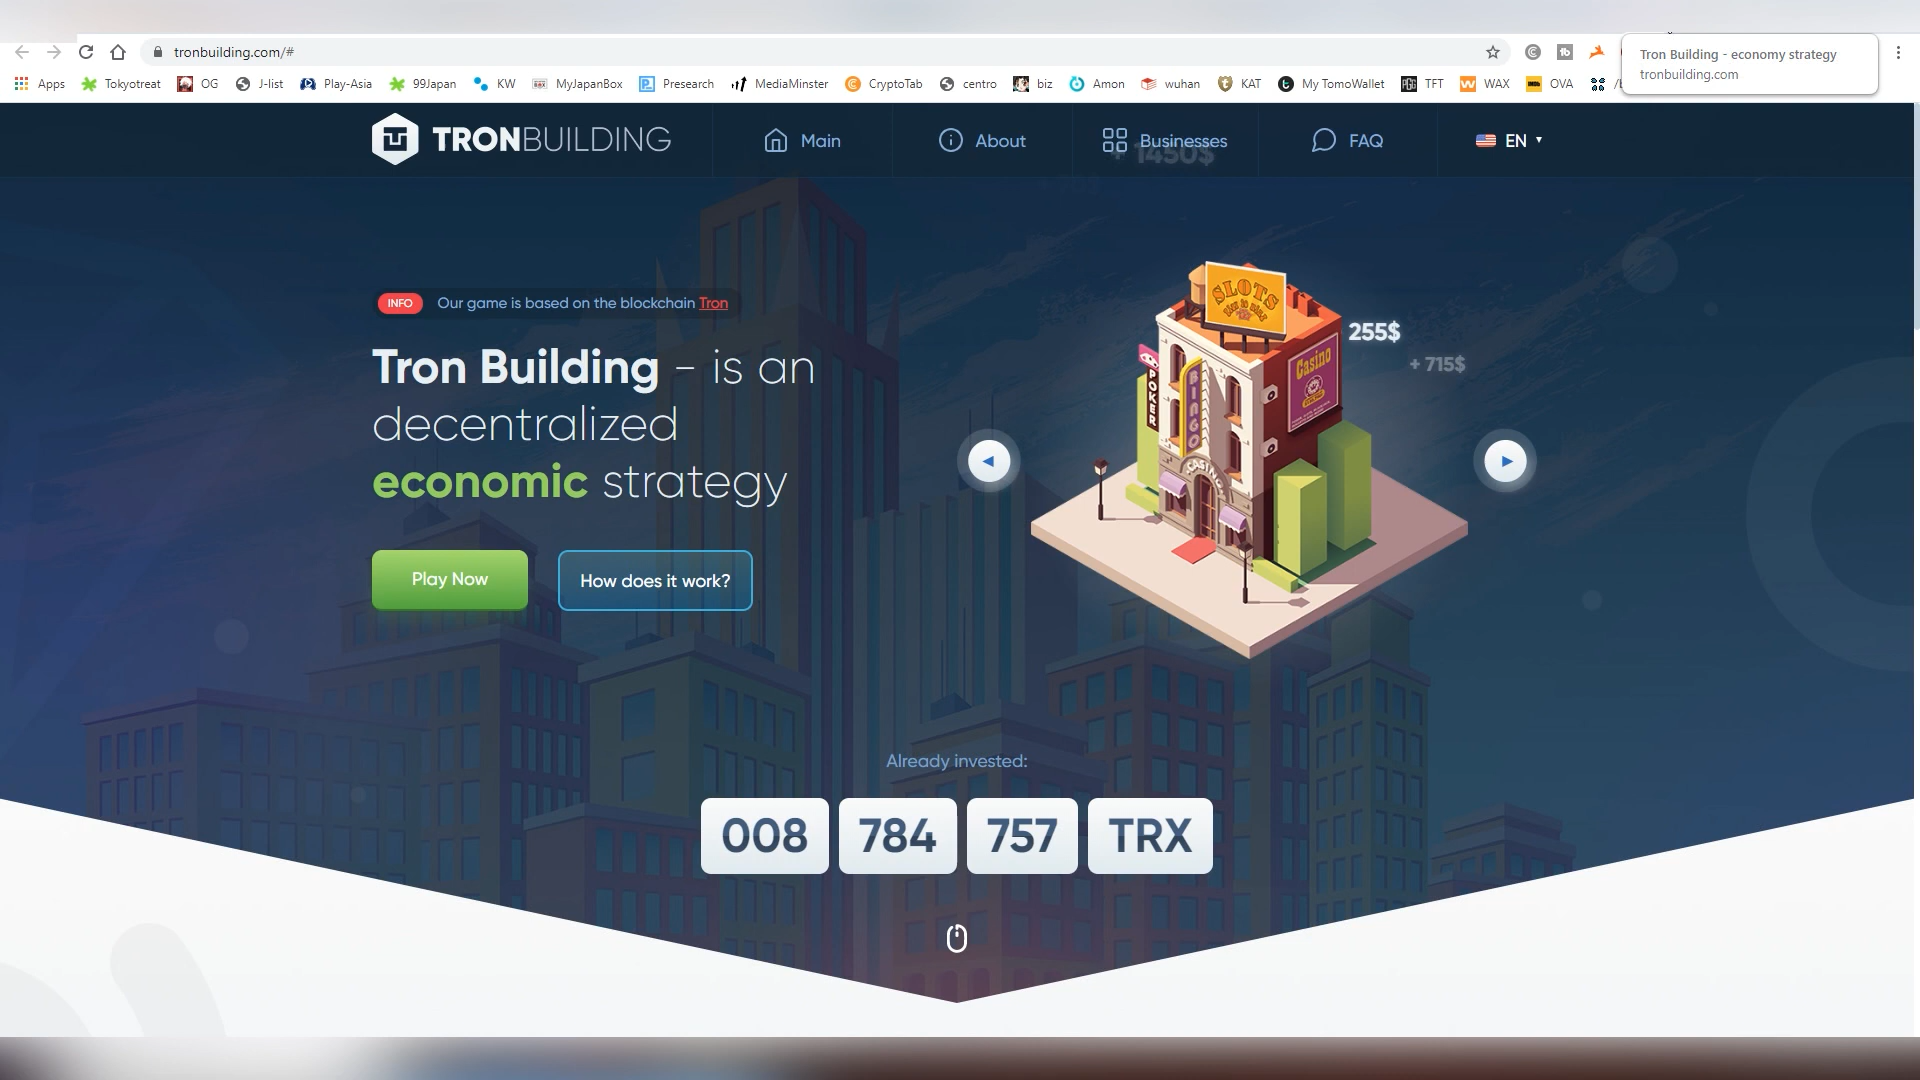 tronbuilding.com/#
Tron Building - economy strategy
tronbuilding.com
Apps Tokyotreat OG J-list Play-Asia 99Japan KW MyJapanBox Presearch MediaMinster CryptoTab centro biz Amon wuhan KAT My TomoWallet TFT WAX OVA
TRONBUILDING Main About Businesses FAQ EN
+ 1450$
INFO Our game is based on the blockchain Tron
Tron Building - is an
decentralized
economic strategy
Play Now How does it work?
SLOTS
Casino
POKER
BINGO
CASINO
255$
+ 715$
Already invested:
008 784 757 TRX